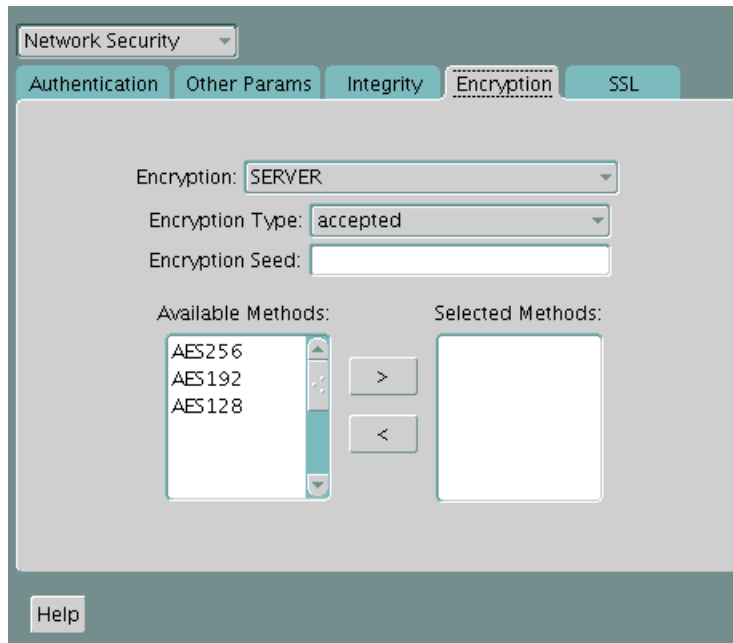 Network Security
Authentication Other Params Integrity Encryption SSL
Encryption: SERVER
Encryption Type: accepted
Encryption Seed:
Available Methods: Selected Methods:
AES256
AES192
AES128
>
<
Help